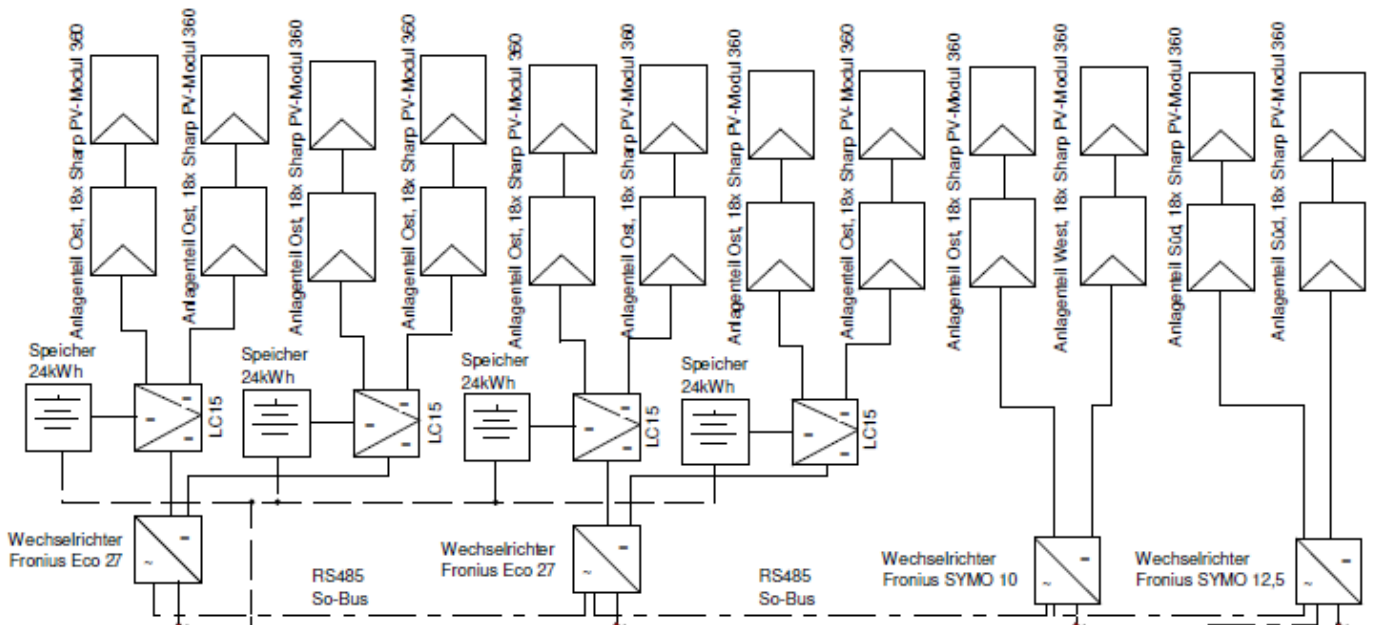 Anlagenteil Ost, 18x Sharp PV-Modul 360
Anlagenteil Ost, 18x Sharp PV-Modul 360
Anlagenteil Ost, 18x Sharp PV-Modul 360
Anlagenteil Ost, 18x Sharp PV-Modul 360
Anlagenteil Ost, 18x Sharp PV-Modul 360
Anlagenteil Ost, 18x Sharp PV-Modul 360
Anlagenteil Ost, 18x Sharp PV-Modul 360
Anlagenteil Ost, 18x Sharp PV-Modul 360
Anlagenteil Ost, 18x Sharp PV-Modul 360
Anlagenteil West, 18x Sharp PV-Modul 360
Anlagenteil Süd, 18x Sharp PV-Modul 360
Anlagenteil Süd, 18x Sharp PV-Modul 360
Speicher
24kWh
LC15
Speicher
24kWh
LC15
Speicher
24kWh
LC15
Speicher
24kWh
LC15
Wechselrichter
Fronius Eco 27
RS485
So-Bus
Wechselrichter
Fronius Eco 27
RS485
So-Bus
Wechselrichter
Fronius SYMO 10
Wechselrichter
Fronius SYMO 12,5